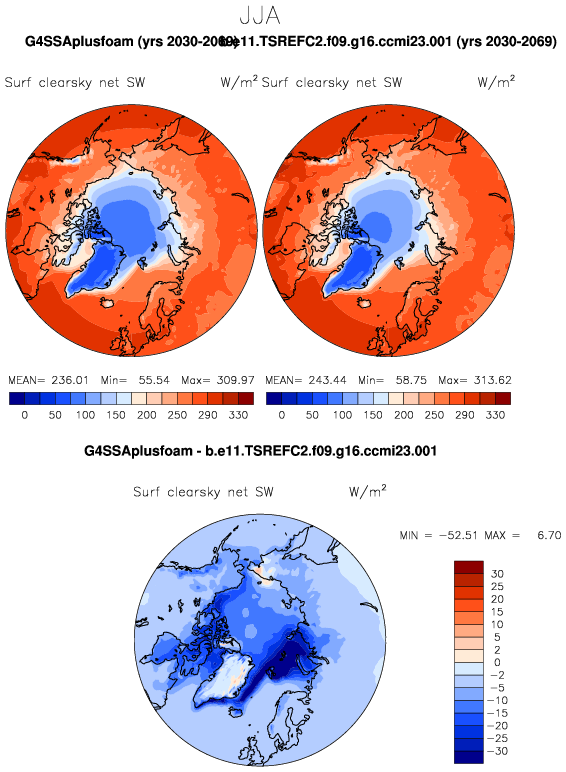 JJA
G4SSAplusfoam (yrs 2030-2069) b.e11.TSREFC2.f09.g16.ccmi23.001 (yrs 2030-2069)
Surf clearsky net SW W/m² Surf clearsky net SW W/m²
MEAN= 236.01 Min= 55.54 Max= 309.97 MEAN= 243.44 Min= 58.75 Max= 313.62
0 50 100 150 200 250 290 330 0 50 100 150 200 250 290 330
G4SSAplusfoam - b.e11.TSREFC2.f09.g16.ccmi23.001
Surf clearsky net SW W/m²
MIN = −52.51 MAX = 6.70
30
25
20
15
10
5
2
0
−2
−5
−10
−15
−20
−25
−30